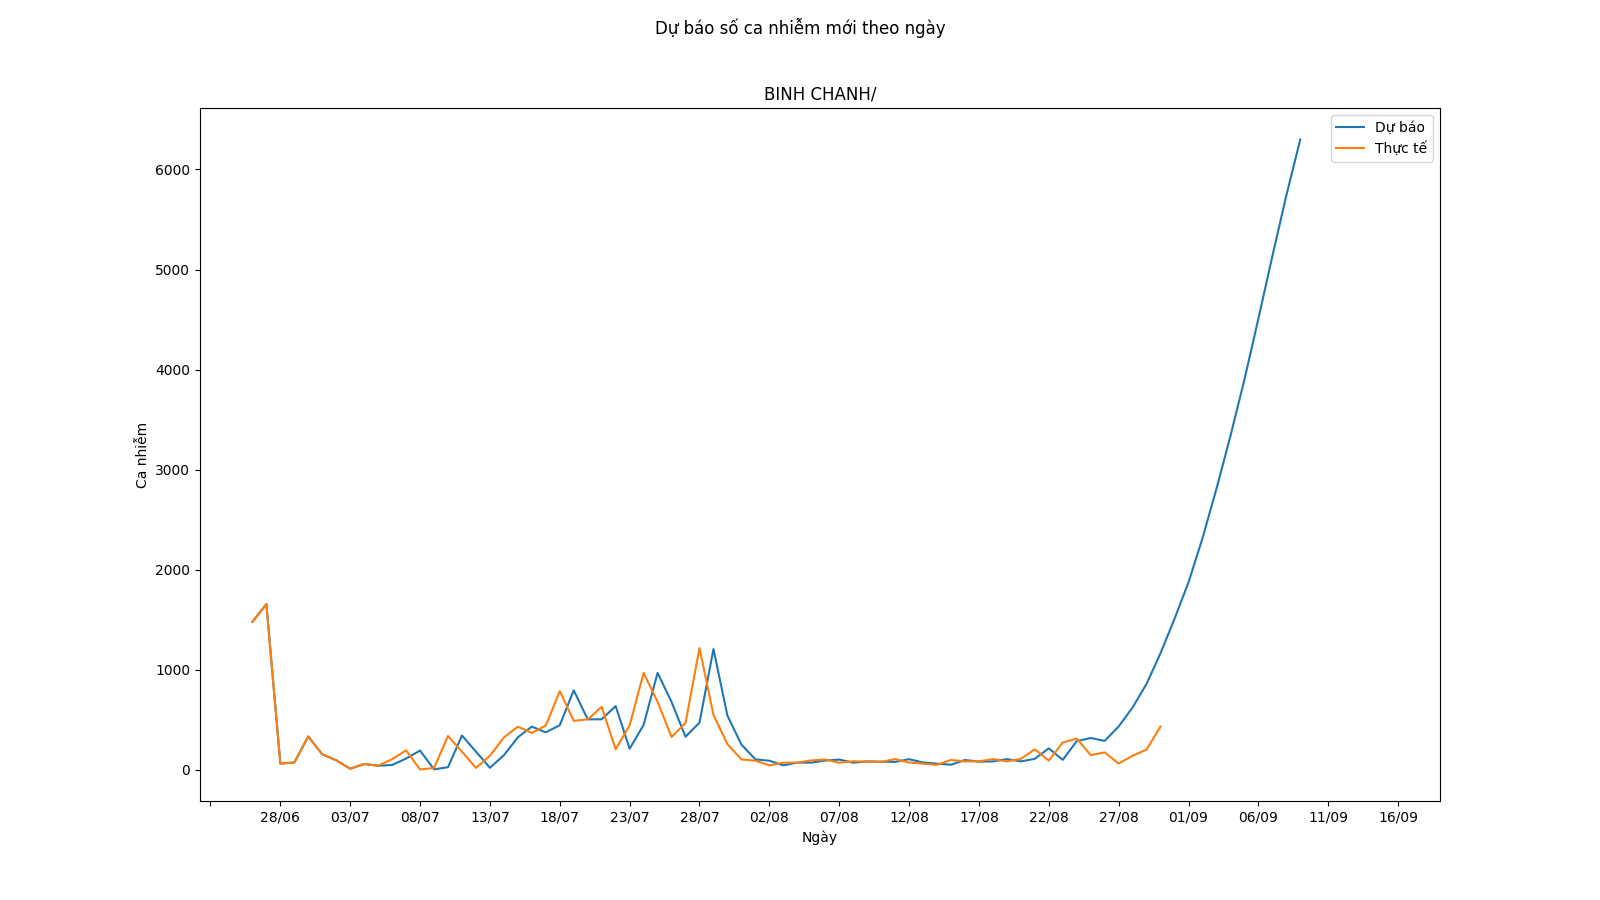 Dự báo số ca nhiễm mới theo ngày
BINH CHANH/
Dự báo
Thực tế
6000
5000
4000
3000
2000
1000
0
Ca nhiễm
28/06 03/07 08/07 13/07 18/07 23/07 28/07 02/08 07/08 12/08 17/08 22/08 27/08 01/09 06/09 11/09 16/09
Ngày